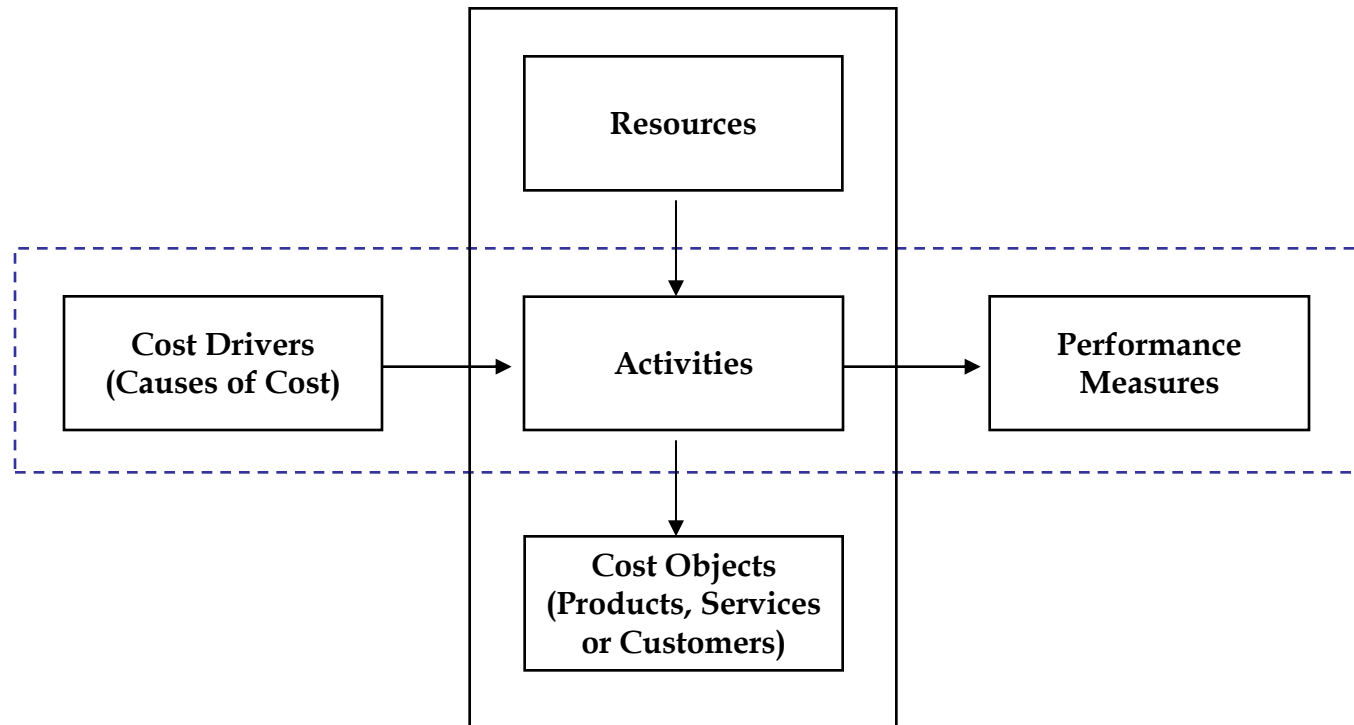 Resources
Cost Drivers
(Causes of Cost)
Activities
Performance
Measures
Cost Objects
(Products, Services
or Customers)